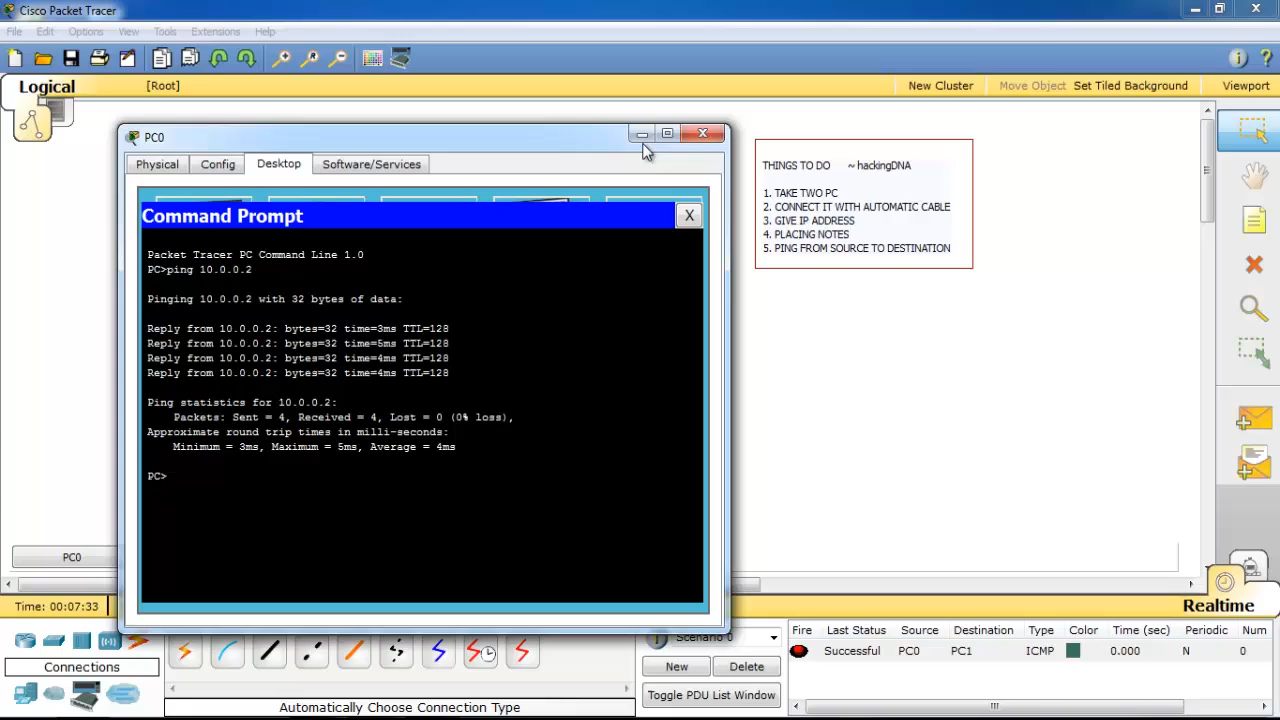 Cisco Packet Tracer
File Edit Options View Tools Extensions Help
Logical [Root] New Cluster Move Object Set Tiled Background Viewport
PC0
Physical Config Desktop Software/Services
Command Prompt X
Packet Tracer PC Command Line 1.0
PC>ping 10.0.0.2
Pinging 10.0.0.2 with 32 bytes of data:
Reply from 10.0.0.2: bytes=32 time=3ms TTL=128
Reply from 10.0.0.2: bytes=32 time=5ms TTL=128
Reply from 10.0.0.2: bytes=32 time=4ms TTL=128
Reply from 10.0.0.2: bytes=32 time=4ms TTL=128
Ping statistics for 10.0.0.2:
Packets: Sent = 4, Received = 4, Lost = 0 (0% loss),
Approximate round trip times in milli-seconds:
Minimum = 3ms, Maximum = 5ms, Average = 4ms
PC>
THINGS TO DO ~ hackingDNA
1. TAKE TWO PC
2. CONNECT IT WITH AUTOMATIC CABLE
3. GIVE IP ADDRESS
4. PLACING NOTES
5. PING FROM SOURCE TO DESTINATION
PC0
Time: 00:07:33
Realtime
Connections
Automatically Choose Connection Type
Scenario 0
New Delete
Toggle PDU List Window
Fire Last Status Source Destination Type Color Time (sec) Periodic Num
Successful PC0 PC1 ICMP 0.000 N 0